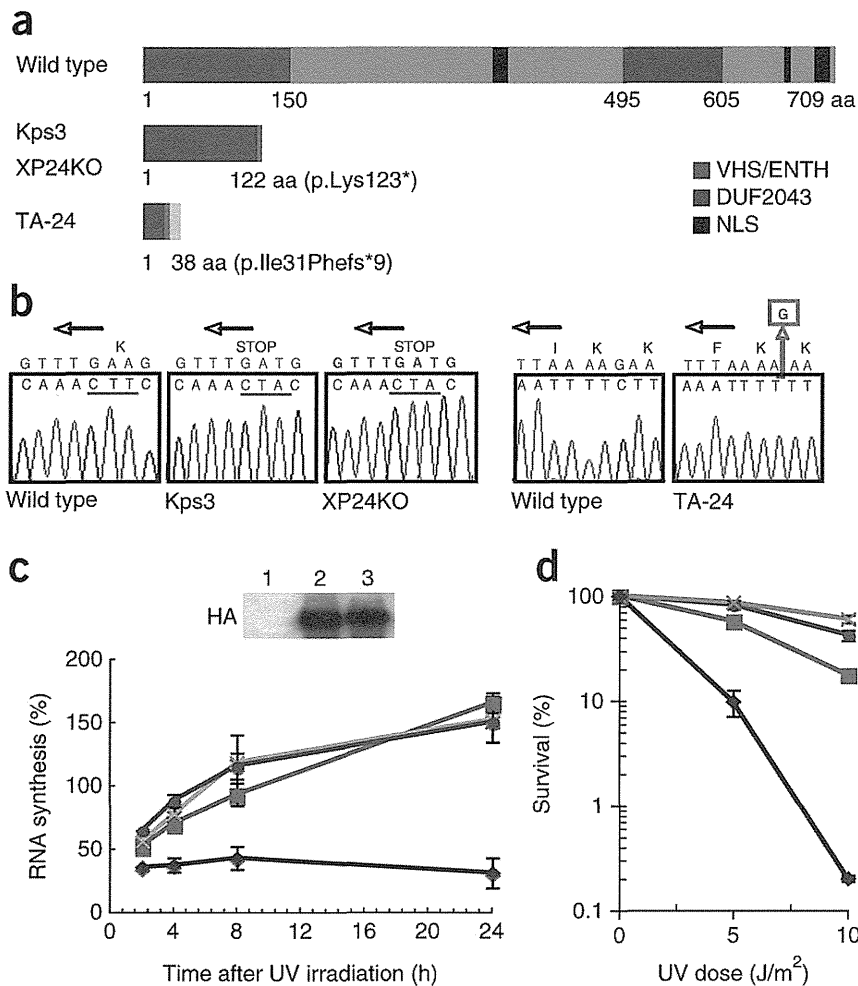 a
Wild type
1 150 495 605 709 aa
Kps3
XP24KO
1 122 aa (p.Lys123*)
TA-24
1 38 aa (p.Ile31Phefs*9)
VHS/ENTH
DUF2043
NLS
b
K
G T T T G A A G
C A A A C T T C
Wild type
STOP
G T T T G A T G
C A A A C T A C
Kps3
STOP
G T T T G A T G
C A A A C T A C
XP24KO
I K K
T T A A A A G A A
A A T T T T C T T
Wild type
G
F K K
T T T A A A A A A
A A A T T T T T T
TA-24
c
1 2 3
HA
RNA synthesis (%)
200
150
100
50
0
0 4 8 12 16 20 24
Time after UV irradiation (h)
d
Survival (%)
100
10
1
0.1
0 5 10
UV dose (J/m²)